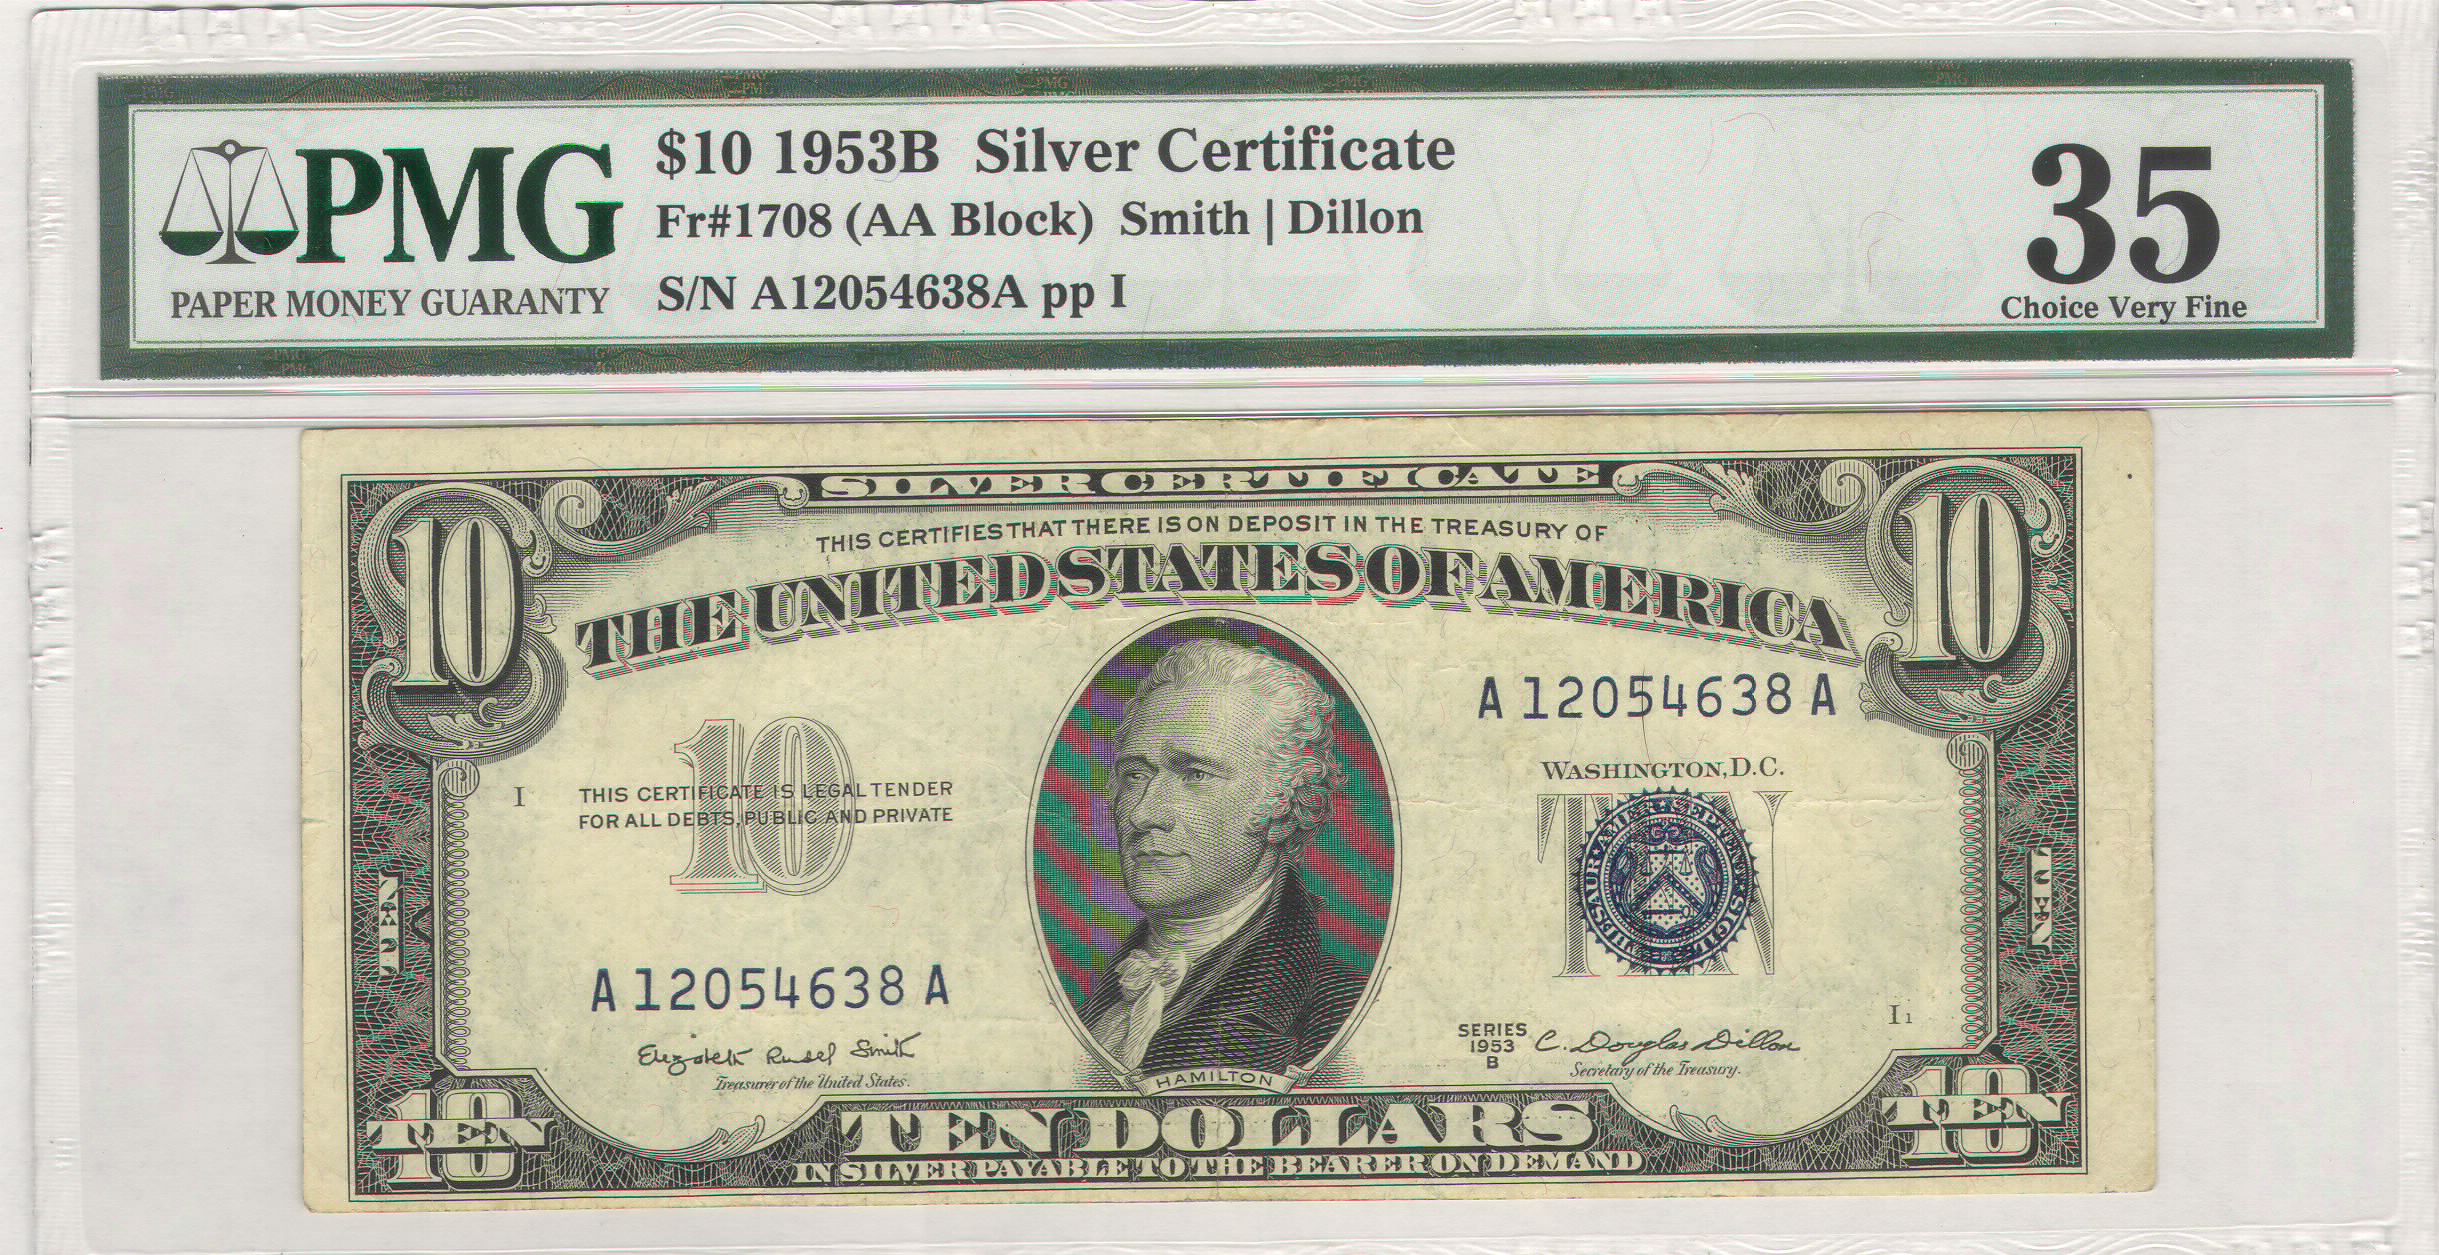 PMG
PAPER MONEY GUARANTY
$10 1953B Silver Certificate
Fr#1708 (AA Block) Smith | Dillon
S/N A12054638A pp I
35
Choice Very Fine
SILVER CERTIFICATE
10
10
THIS CERTIFIES THAT THERE IS ON DEPOSIT IN THE TREASURY OF
THE UNITED STATES OF AMERICA
A 12054638 A
10
WASHINGTON, D.C.
I
THIS CERTIFICATE IS LEGAL TENDER
FOR ALL DEBTS, PUBLIC AND PRIVATE
TEN
TEN
TEN
A 12054638 A
I1
Elizabeth Rudel Smith
Treasurer of the United States.
SERIES
1953
B
C. Douglas Dillon
Secretary of the Treasury.
HAMILTON
10
TEN
TEN DOLLARS
10
TEN
IN SILVER PAYABLE TO THE BEARER ON DEMAND